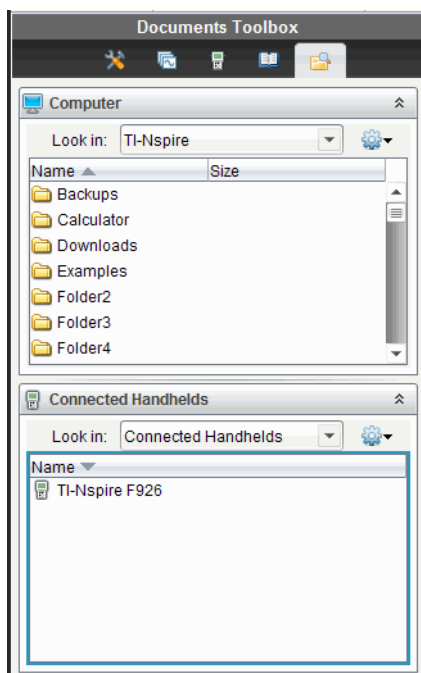 Documents Toolbox
Computer
Look in: TI-Nspire
Name Size
Backups
Calculator
Downloads
Examples
Folder2
Folder3
Folder4
Connected Handhelds
Look in: Connected Handhelds
Name
TI-Nspire F926